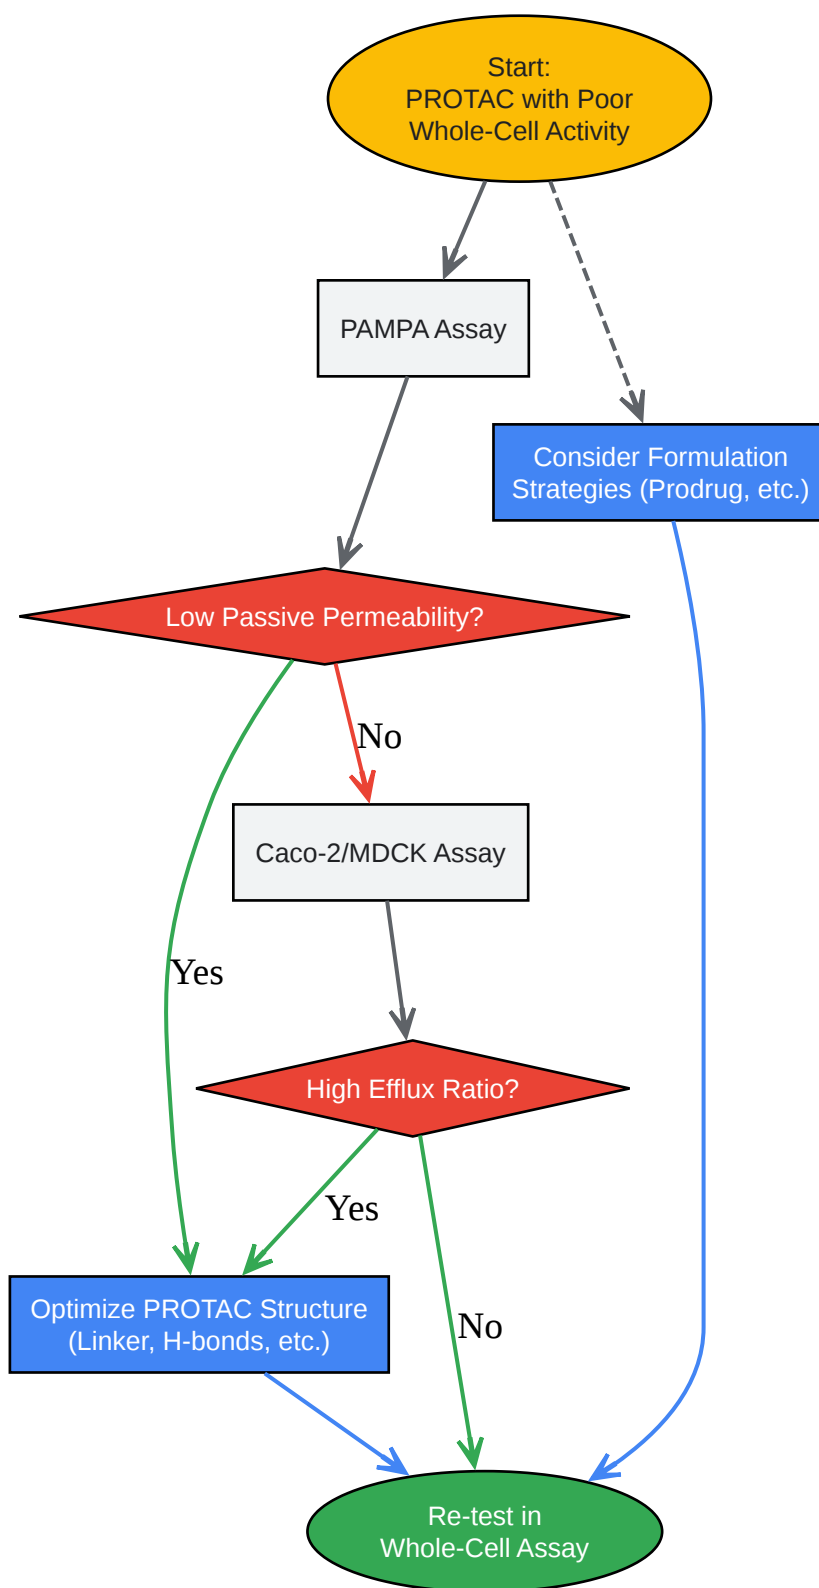 Start:
PROTAC with Poor
Whole-Cell Activity
PAMPA Assay
Consider Formulation
Strategies (Prodrug, etc.)
Low Passive Permeability?
No
Caco-2/MDCK Assay
Yes
High Efflux Ratio?
Yes
Optimize PROTAC Structure
(Linker, H-bonds, etc.)
No
Re-test in
Whole-Cell Assay